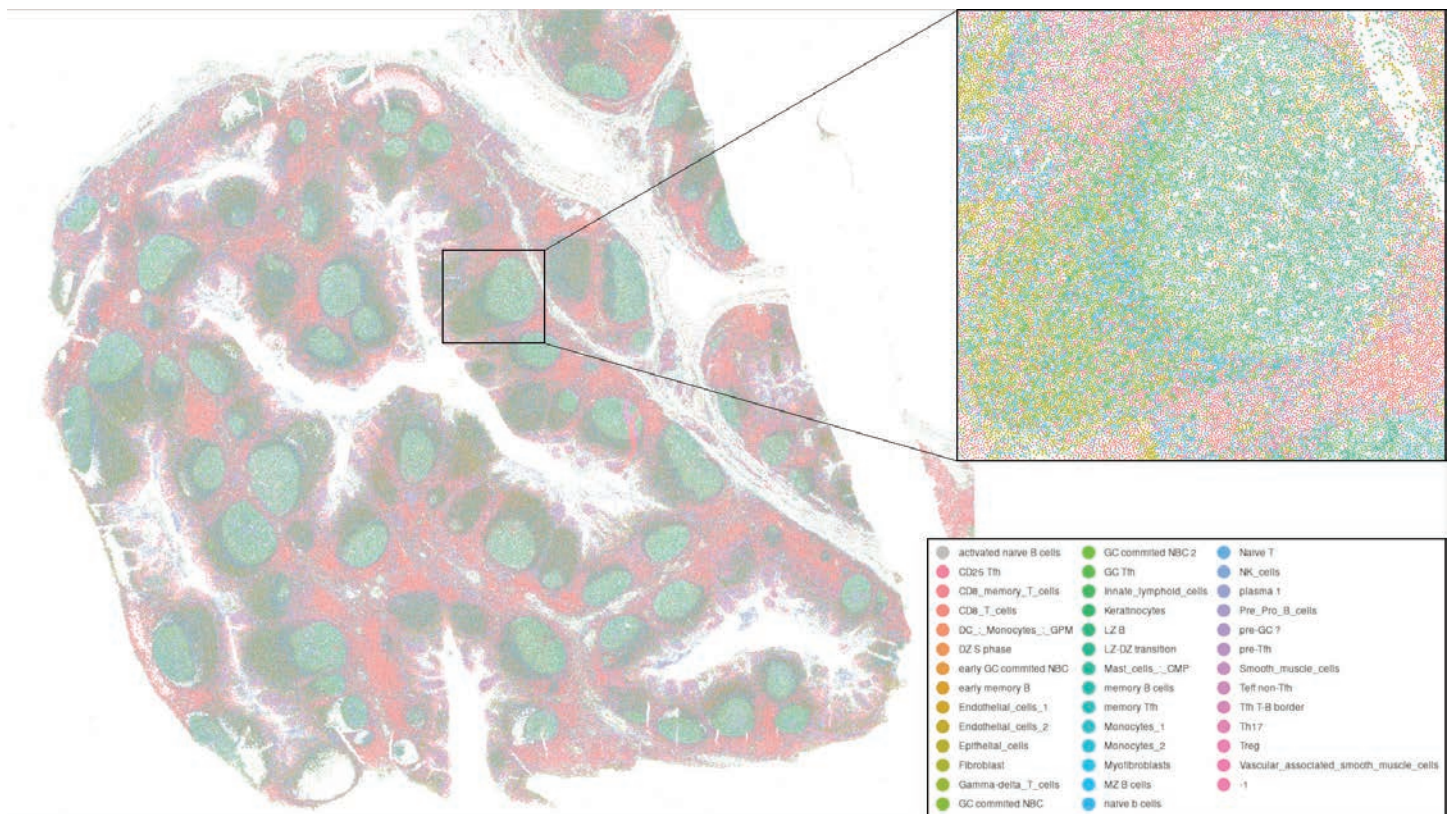 activated naive B cells
CD25 Tfh
CD8_memory_T_cells
CD8_T_cells
DC_:_Monocytes_:_GPM
DZ S phase
early GC commited NBC
early memory B
Endothelial_cells_1
Endothelial_cells_2
Epithelial_cells
Fibroblast
Gamma-delta_T_cells
GC commited NBC
GC commited NBC 2
GC Tfh
Innate_lymphoid_cells
Keratinocytes
LZ B
LZ-DZ transition
Mast_cells_:_CMP
memory B cells
memory Tfh
Monocytes_1
Monocytes_2
Myofibroblasts
MZ B cells
naive b cells
Naive T
NK_cells
plasma 1
Pre_Pro_B_cells
pre-GC ?
pre-Tfh
Smooth_muscle_cells
Teff non-Tfh
Tfh T-B border
Th17
Treg
Vascular_associated_smooth_muscle_cells
-1